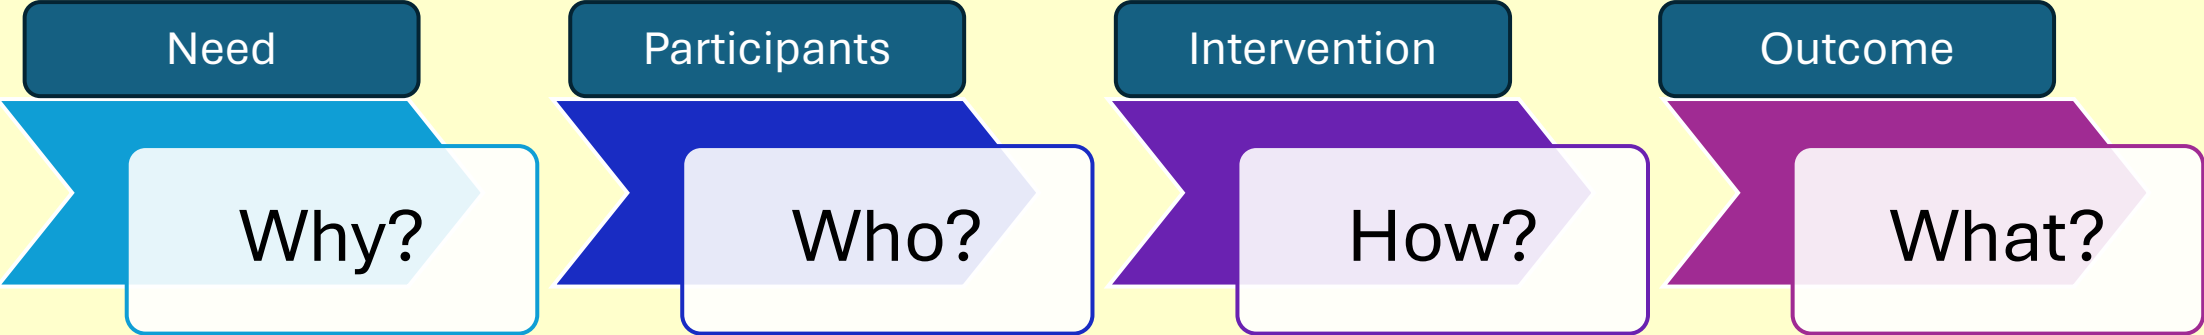 Need
Why?
Participants
Who?
Intervention
How?
Outcome
What?